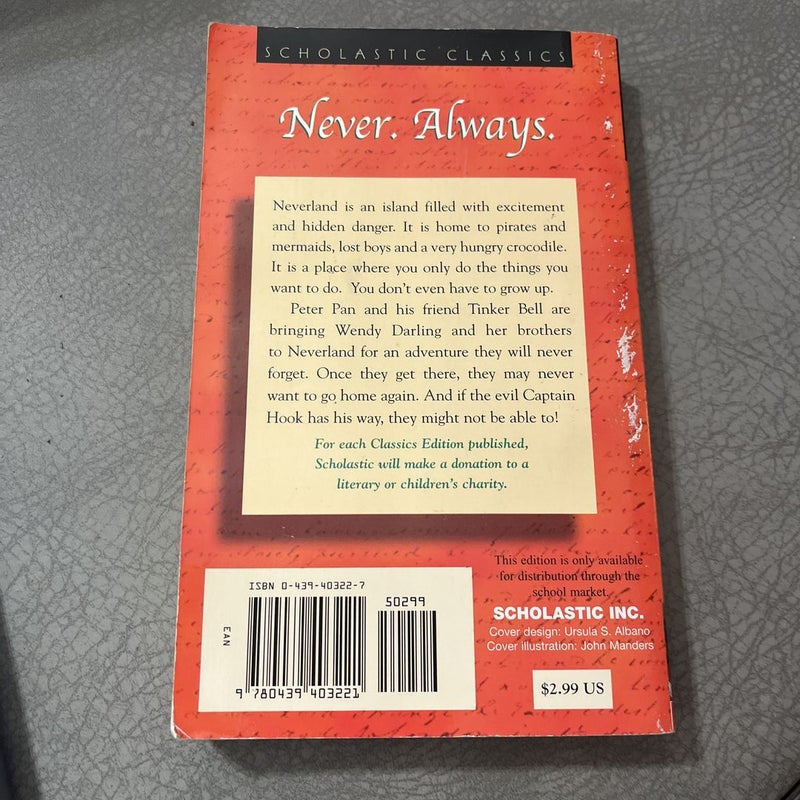 SCHOLASTIC CLASSICS
Never. Always.
Neverland is an island filled with excitement
and hidden danger. It is home to pirates and
mermaids, lost boys and a very hungry crocodile.
It is a place where you only do the things you
want to do. You don't even have to grow up.
Peter Pan and his friend Tinker Bell are
bringing Wendy Darling and her brothers
to Neverland for an adventure they will never
forget. Once they get there, they may never
want to go home again. And if the evil Captain
Hook has his way, they might not be able to!
For each Classics Edition published,
Scholastic will make a donation to a
literary or children's charity.
This edition is only available
for distribution through the
school market.
SCHOLASTIC INC.
Cover design: Ursula S. Albano
Cover illustration: John Manders
$2.99 US
ISBN 0-439-40322-7
50299
EAN
9 780439 403221